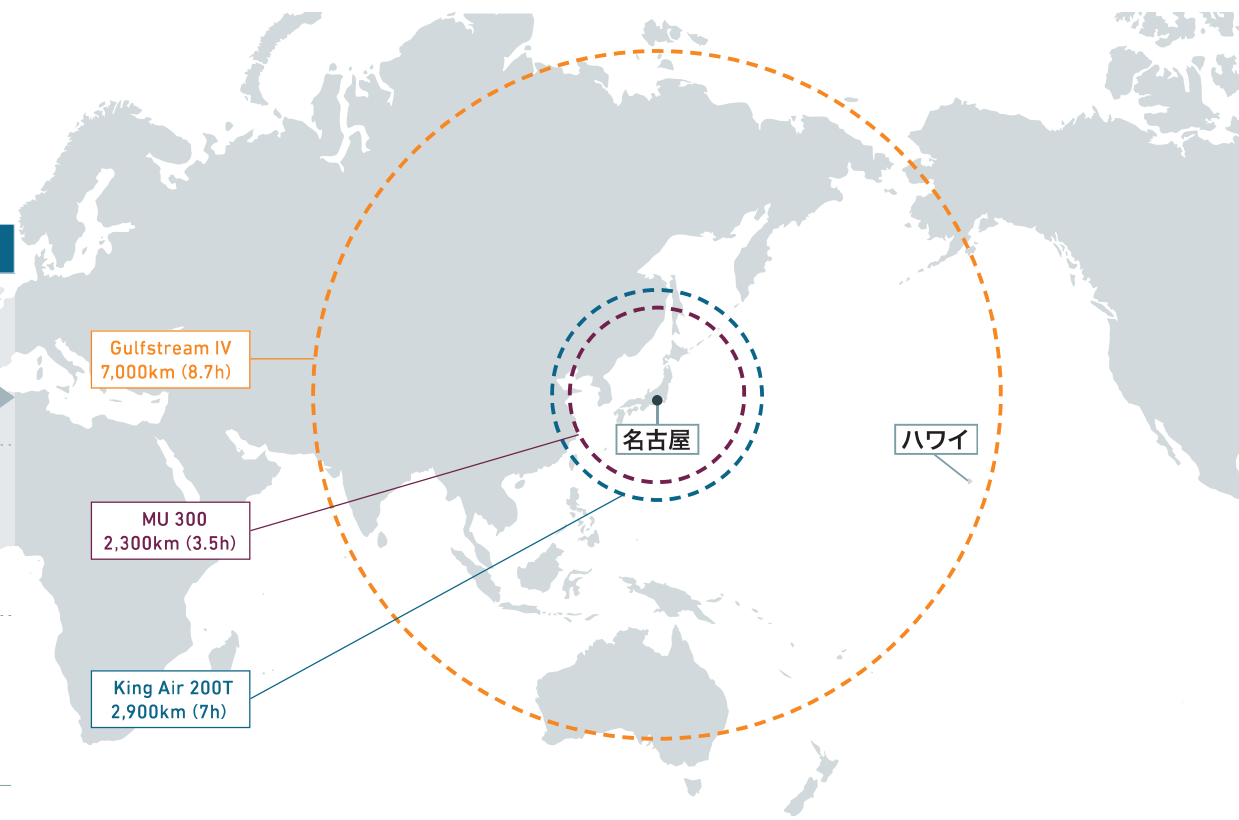 Gulfstream IV
7,000km (8.7h)
名古屋
ハワイ
MU 300
2,300km (3.5h)
King Air 200T
2,900km (7h)